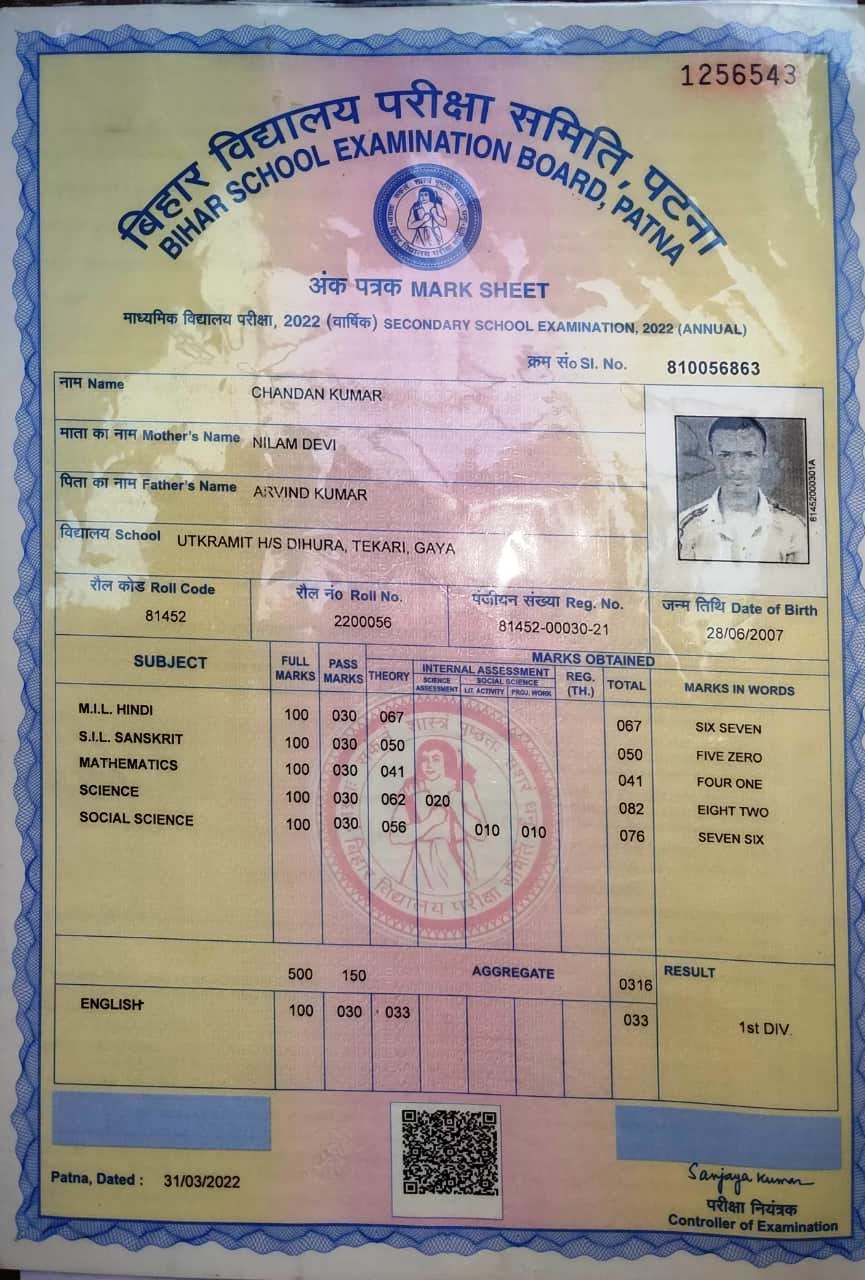 1256543
बिहार विद्यालय परीक्षा समिति, पटना
BIHAR SCHOOL EXAMINATION BOARD, PATNA
अंक पत्रक MARK SHEET
माध्यमिक विद्यालय परीक्षा, 2022 (वार्षिक) SECONDARY SCHOOL EXAMINATION, 2022 (ANNUAL)
क्रम सं० Sl. No. 810056863
नाम Name CHANDAN KUMAR
माता का नाम Mother's Name NILAM DEVI
पिता का नाम Father's Name ARVIND KUMAR
विद्यालय School UTKRAMIT H/S DIHURA, TEKARI, GAYA
81452000301A
रौल कोड Roll Code रौल नं० Roll No. पंजीयन संख्या Reg. No. जन्म तिथि Date of Birth
81452 2200056 81452-00030-21 28/06/2007
SUBJECT FULL MARKS PASS MARKS THEORY MARKS OBTAINED
INTERNAL ASSESSMENT REG. (TH.) TOTAL MARKS IN WORDS
SCIENCE ASSESSMENT SOCIAL SCIENCE
LIT. ACTIVITY PROJ. WORK
M.I.L. HINDI 100 030 067 067 SIX SEVEN
S.I.L. SANSKRIT 100 030 050 050 FIVE ZERO
MATHEMATICS 100 030 041 041 FOUR ONE
SCIENCE 100 030 062 020 082 EIGHT TWO
SOCIAL SCIENCE 100 030 056 010 010 076 SEVEN SIX
बिहार विद्यालय परीक्षा समिति
500 150 AGGREGATE 0316 RESULT
ENGLISH 100 030 033 033 1st DIV.
Patna, Dated : 31/03/2022
Sanjaya Kumar
परीक्षा नियंत्रक
Controller of Examination